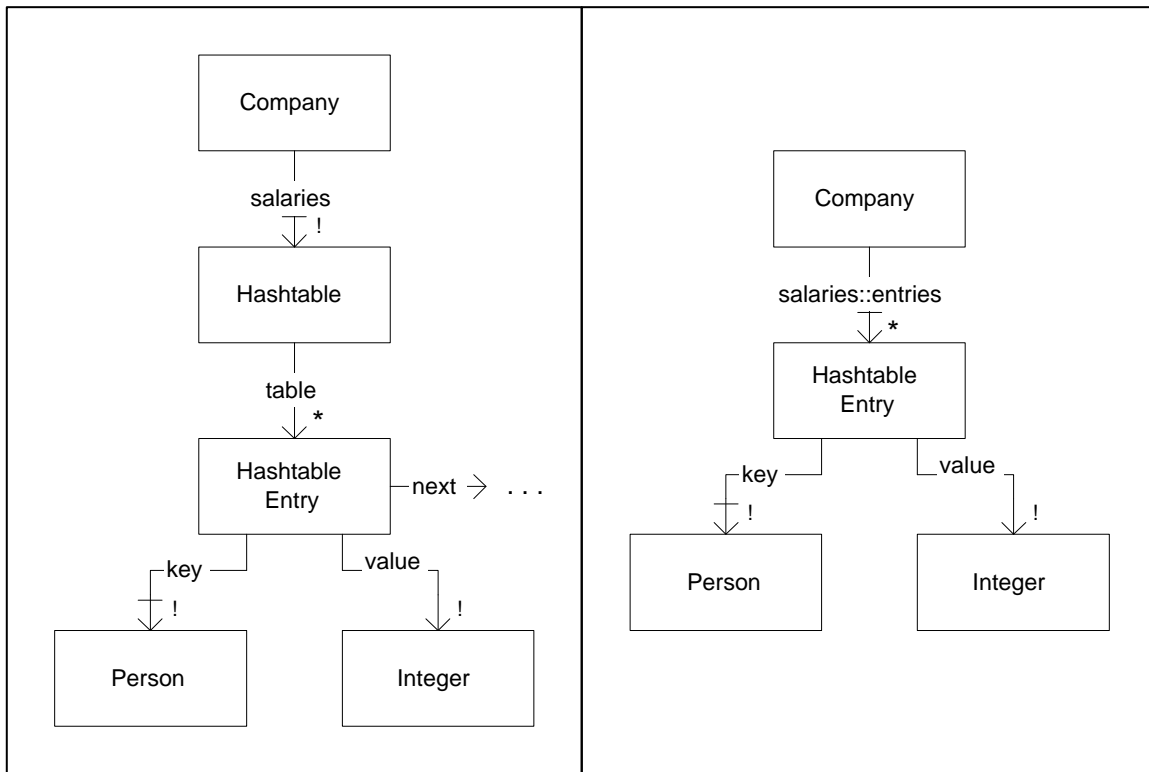 Company
salaries
!
Hashtable
table
*
Hashtable
Entry
next
. . .
key
value
!
!
Person
Integer
Company
salaries::entries
*
Hashtable
Entry
key
value
!
!
Person
Integer